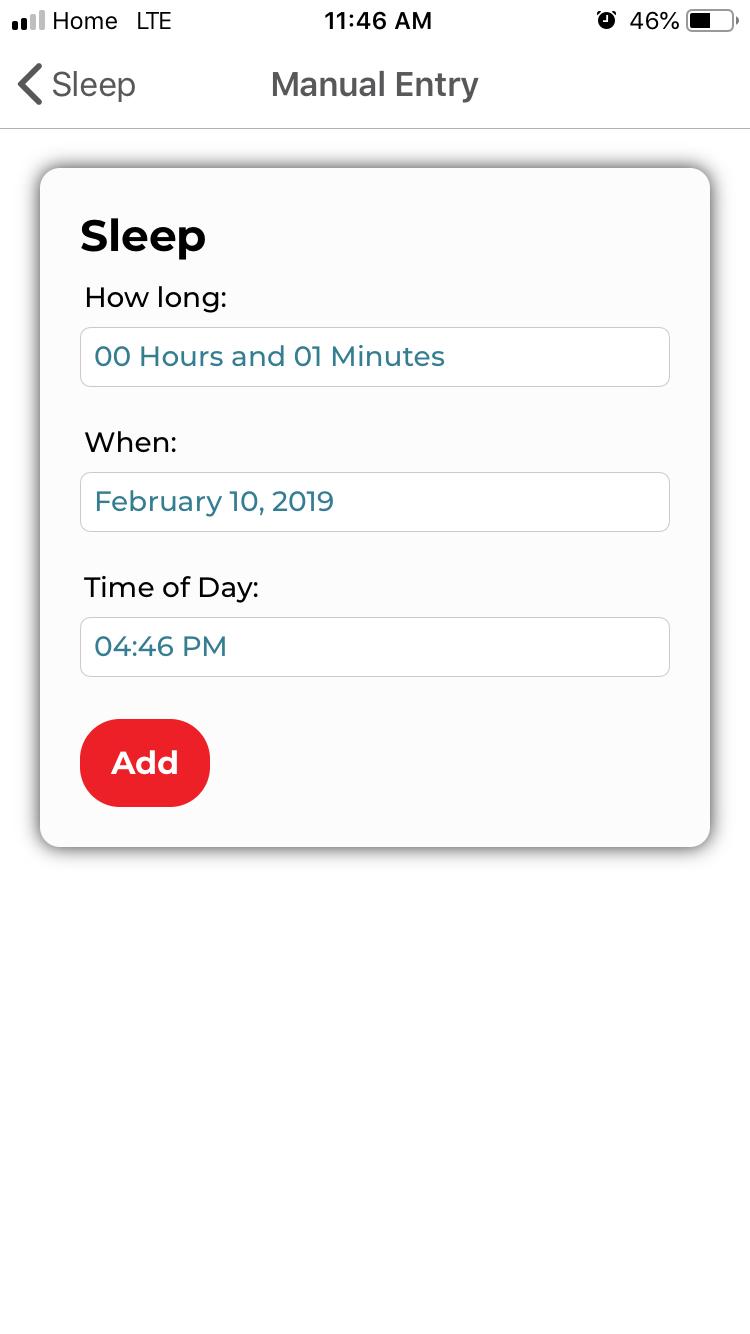 Home LTE 11:46 AM 46%
Sleep Manual Entry
Sleep
How long:
00 Hours and 01 Minutes
When:
February 10, 2019
Time of Day:
04:46 PM
Add